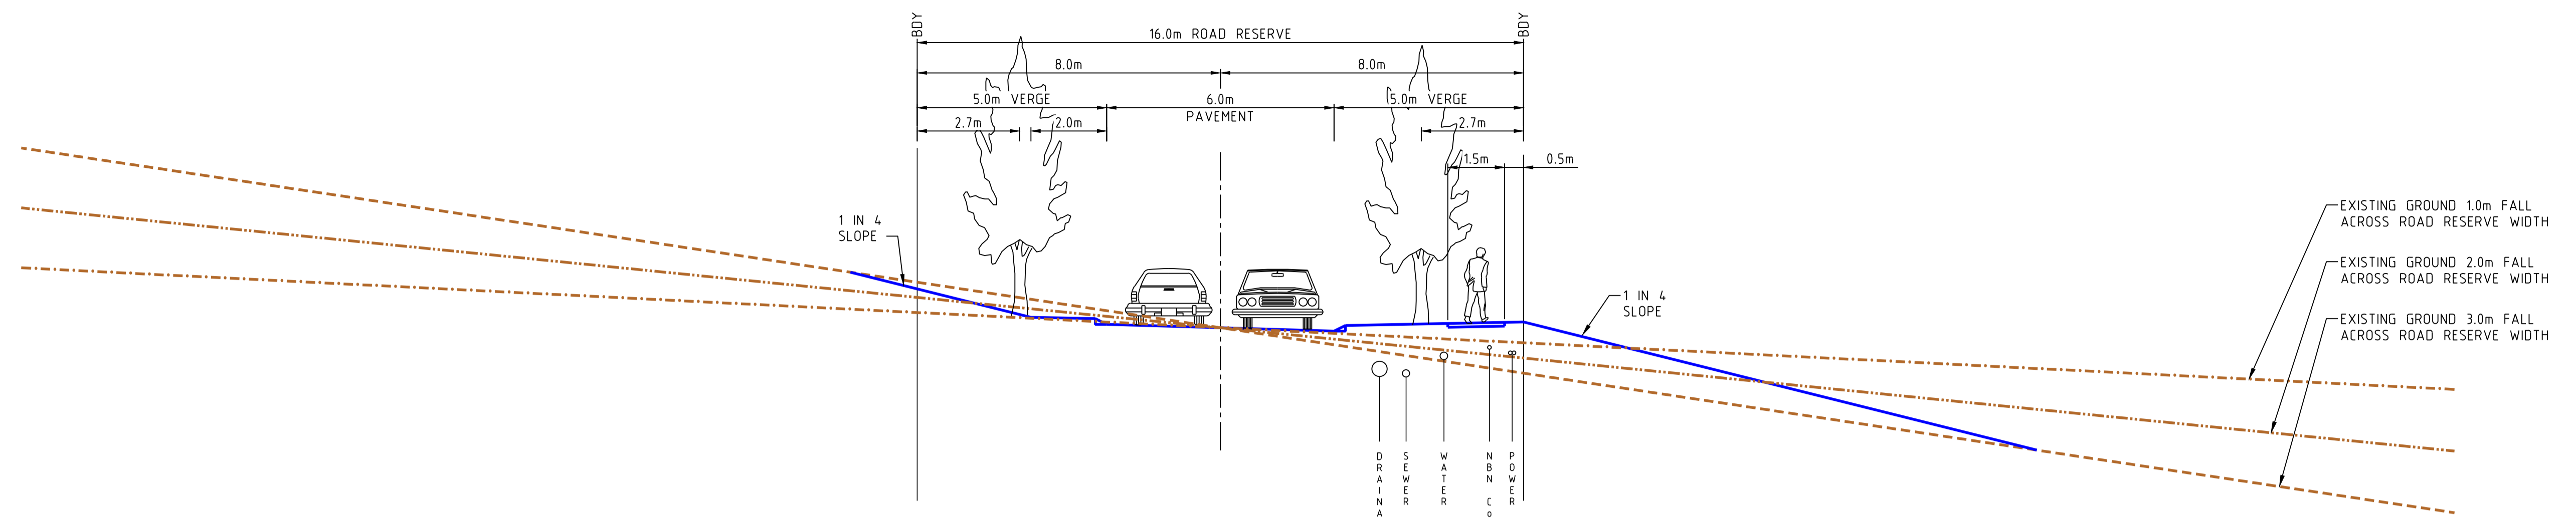 BDY
BDY
16.0m ROAD RESERVE
8.0m
8.0m
5.0m VERGE
6.0m
PAVEMENT
5.0m VERGE
2.7m
2.0m
2.7m
1.5m
0.5m
1 IN 4
SLOPE
1 IN 4
SLOPE
EXISTING GROUND 1.0m FALL
ACROSS ROAD RESERVE WIDTH
EXISTING GROUND 2.0m FALL
ACROSS ROAD RESERVE WIDTH
EXISTING GROUND 3.0m FALL
ACROSS ROAD RESERVE WIDTH
DRAINA
SEWER
WATER
NBN Co
POWER